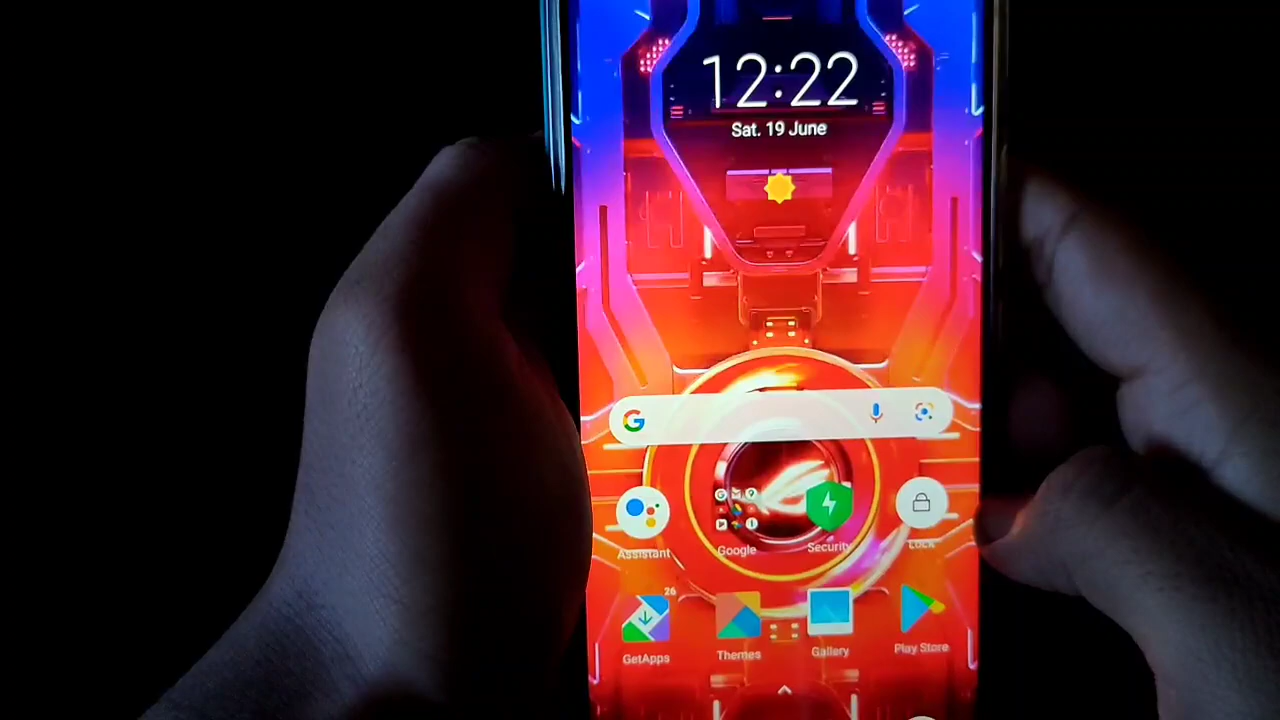 12:22
Sat. 19 June
G
Assistant
Google
Security
Lock
26
GetApps
Themes
Gallery
Play Store